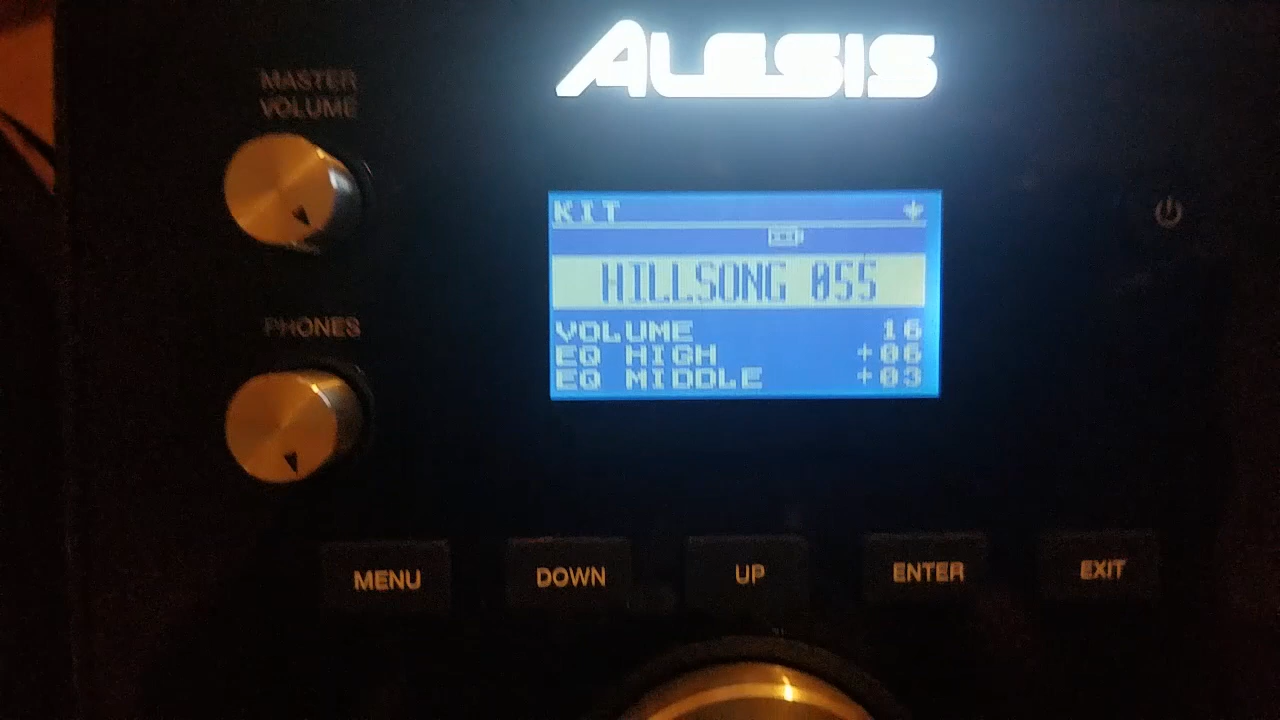 ALESIS
MASTER
VOLUME
KIT
HILLSONG 055
PHONES
VOLUME 16
EQ HIGH +06
EQ MIDDLE +03
MENU DOWN UP ENTER EXIT